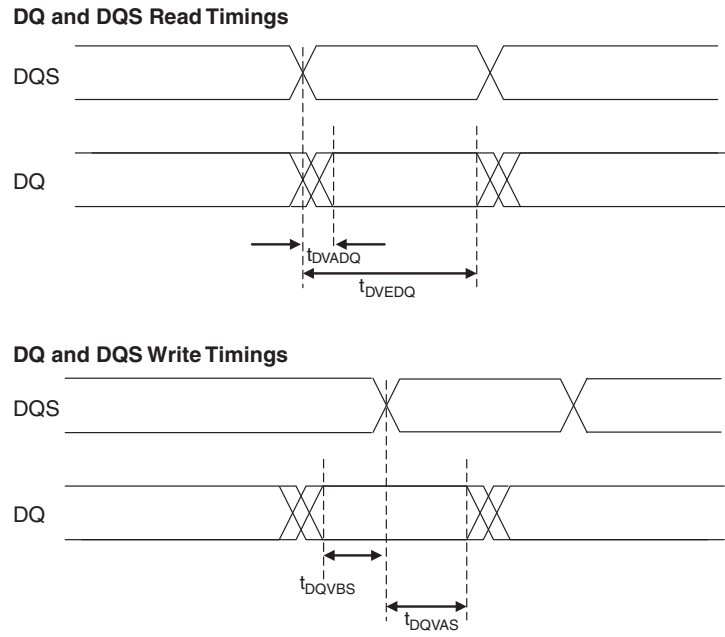 DQ and DQS Read Timings
DQS
DQ
tDVADQ
tDVEDQ
DQ and DQS Write Timings
DQS
DQ
tDQVBS
tDQVAS